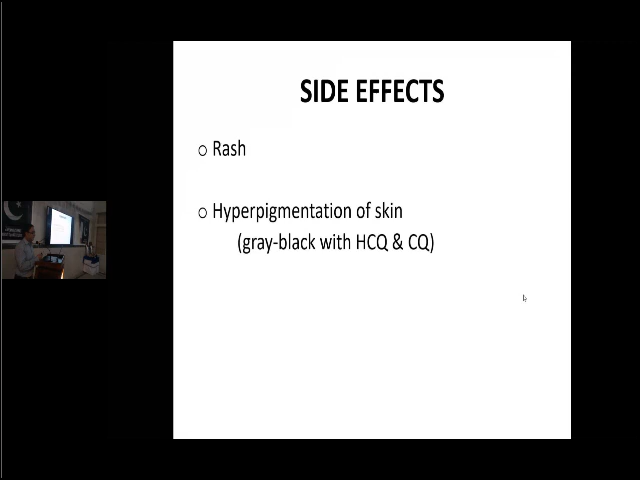 SIDE EFFECTS
○ Rash
○ Hyperpigmentation of skin
(gray-black with HCQ & CQ)